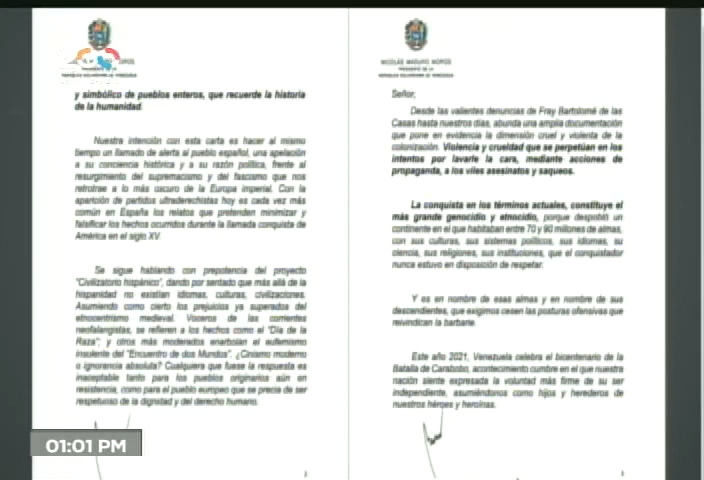 y simbólico de pueblos enteros, que recuerde la historia
de la humanidad.
Nuestra intención con esta carta es hacer al mismo
tiempo un llamado de alerta al pueblo español, una apelación
a su conciencia histórica y a su razón política, frente al
resurgimiento del supremacismo y del fascismo que nos
retrotrae a lo más oscuro de la Europa imperial. Con la
aparición de partidos ultraderechistas hoy es cada vez más
común en España los relatos que pretenden minimizar y
falsificar los hechos ocurridos durante la llamada conquista de
América en el siglo XV.
Se sigue hablando con prepotencia del proyecto
"Civilizatorio hispánico", dando por sentado que más allá de la
hispanidad no existían idiomas, culturas, civilizaciones.
Asumiendo como cierto los prejuicios ya superados del
etnocentrismo medieval. Voceros de las corrientes
neofalangistas, se refieren a los hechos como el "Día de la
Raza"; y otros más moderados enarbolan el eufemismo
insulente del "Encuentro de dos Mundos". ¿Cinismo moderno
o ignorancia absoluta? Cualquiera que fuese la respuesta es
inaceptable tanto para los pueblos originarios aún en
resistencia, como para el pueblo europeo que se precia de ser
respetuoso de la dignidad y del derecho humano.
2
NICOLÁS MADURO MOROS
PRESIDENTE DE LA
REPÚBLICA BOLIVARIANA DE VENEZUELA
Señor,
Desde las valientes denuncias de Fray Bartolomé de las
Casas hasta nuestros días, abunda una amplia documentación
que pone en evidencia la dimensión cruel y violenta de la
colonización. Violencia y crueldad que se perpetúan en los
intentos por lavarle la cara, mediante acciones de
propaganda, a los viles asesinatos y saqueos.
La conquista en los términos actuales, constituye el
más grande genocidio y etnocidio, porque despobló un
continente en el que habitaban entre 70 y 90 millones de almas,
con sus culturas, sus sistemas políticos, sus idiomas, su
ciencia, sus religiones, sus instituciones, que el conquistador
nunca estuvo en disposición de respetar.
Y es en nombre de esas almas y en nombre de sus
descendientes, que exigimos cesen las posturas ofensivas que
reivindican la barbarie.
Este año 2021, Venezuela celebra el bicentenario de la
Batalla de Carabobo, acontecimiento cumbre en el que nuestra
nación siente expresada la voluntad más firme de su ser
independiente, asumiéndonos como hijos y herederos de
nuestros héroes y heroínas.
3
01:01 PM